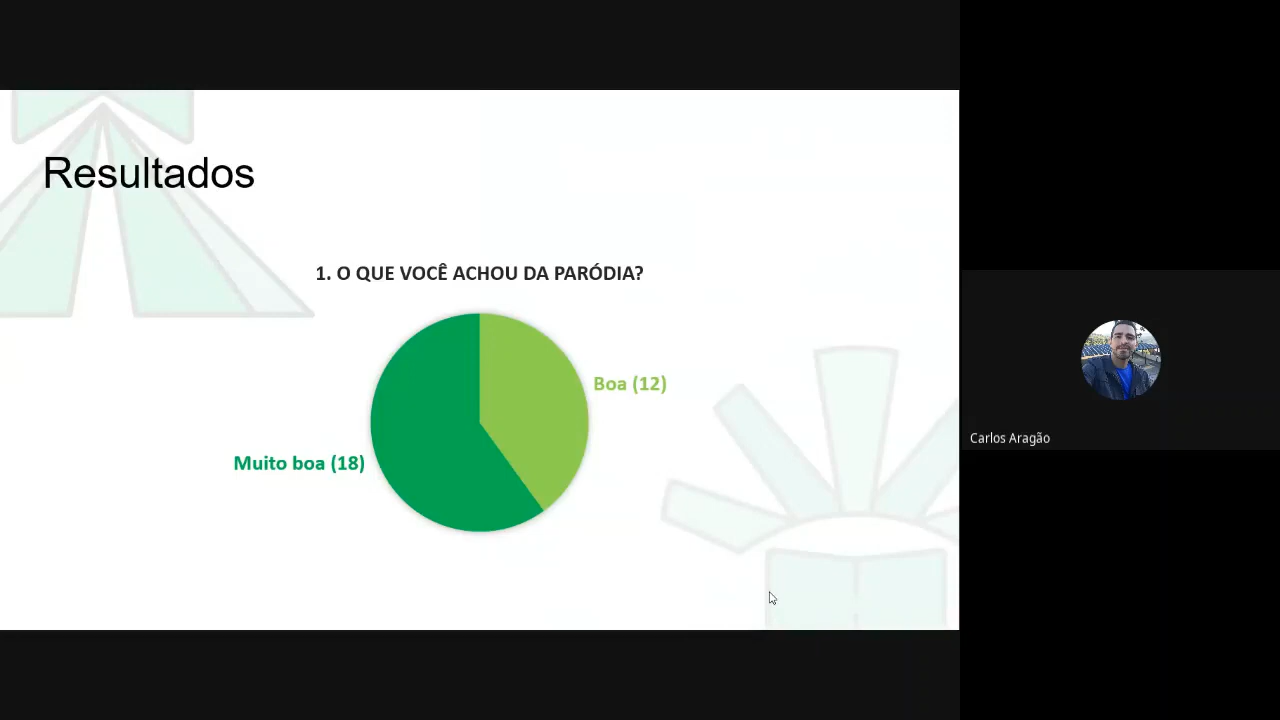 Resultados
1. O QUE VOCÊ ACHOU DA PARÓDIA?
Boa (12)
Muito boa (18)
Carlos Aragão